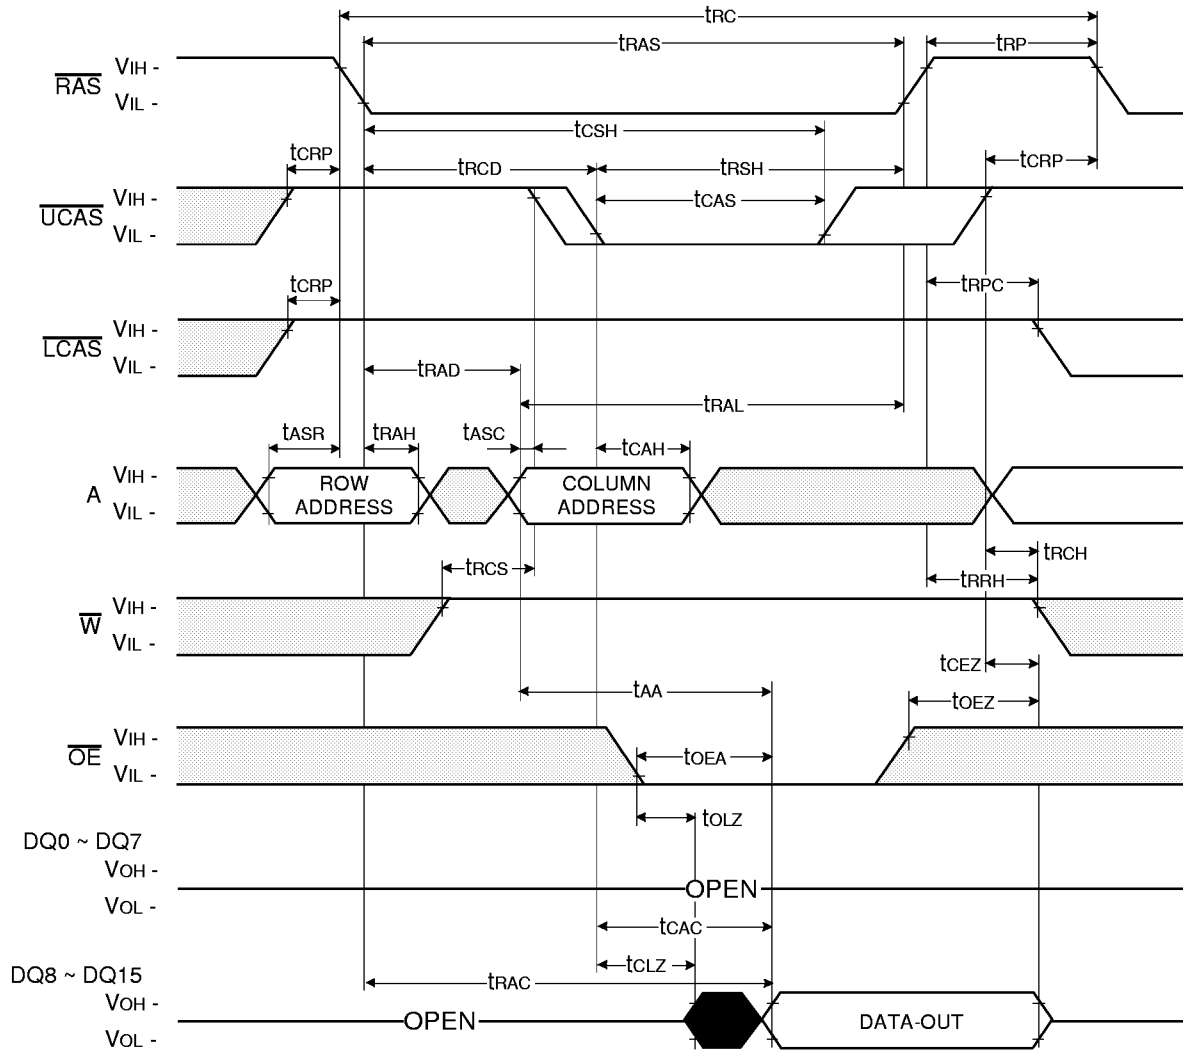 tRC
tRAS
tRP
RAS
VIH -
VIL -
tCSH
tCRP
tRCD
tRSH
tCRP
UCAS
VIH -
VIL -
tCAS
tCRP
tRPC
LCAS
VIH -
VIL -
tRAD
tRAL
tASR
tRAH
tASC
tCAH
A
VIH -
VIL -
ROW
ADDRESS
COLUMN
ADDRESS
tRCS
tRCH
tRRH
W
VIH -
VIL -
tCEZ
tAA
tOEZ
OE
VIH -
VIL -
tOEA
tOLZ
DQ0 ~ DQ7
VOH -
VOL -
OPEN
tCAC
tCLZ
DQ8 ~ DQ15
tRAC
VOH -
VOL -
OPEN
DATA-OUT